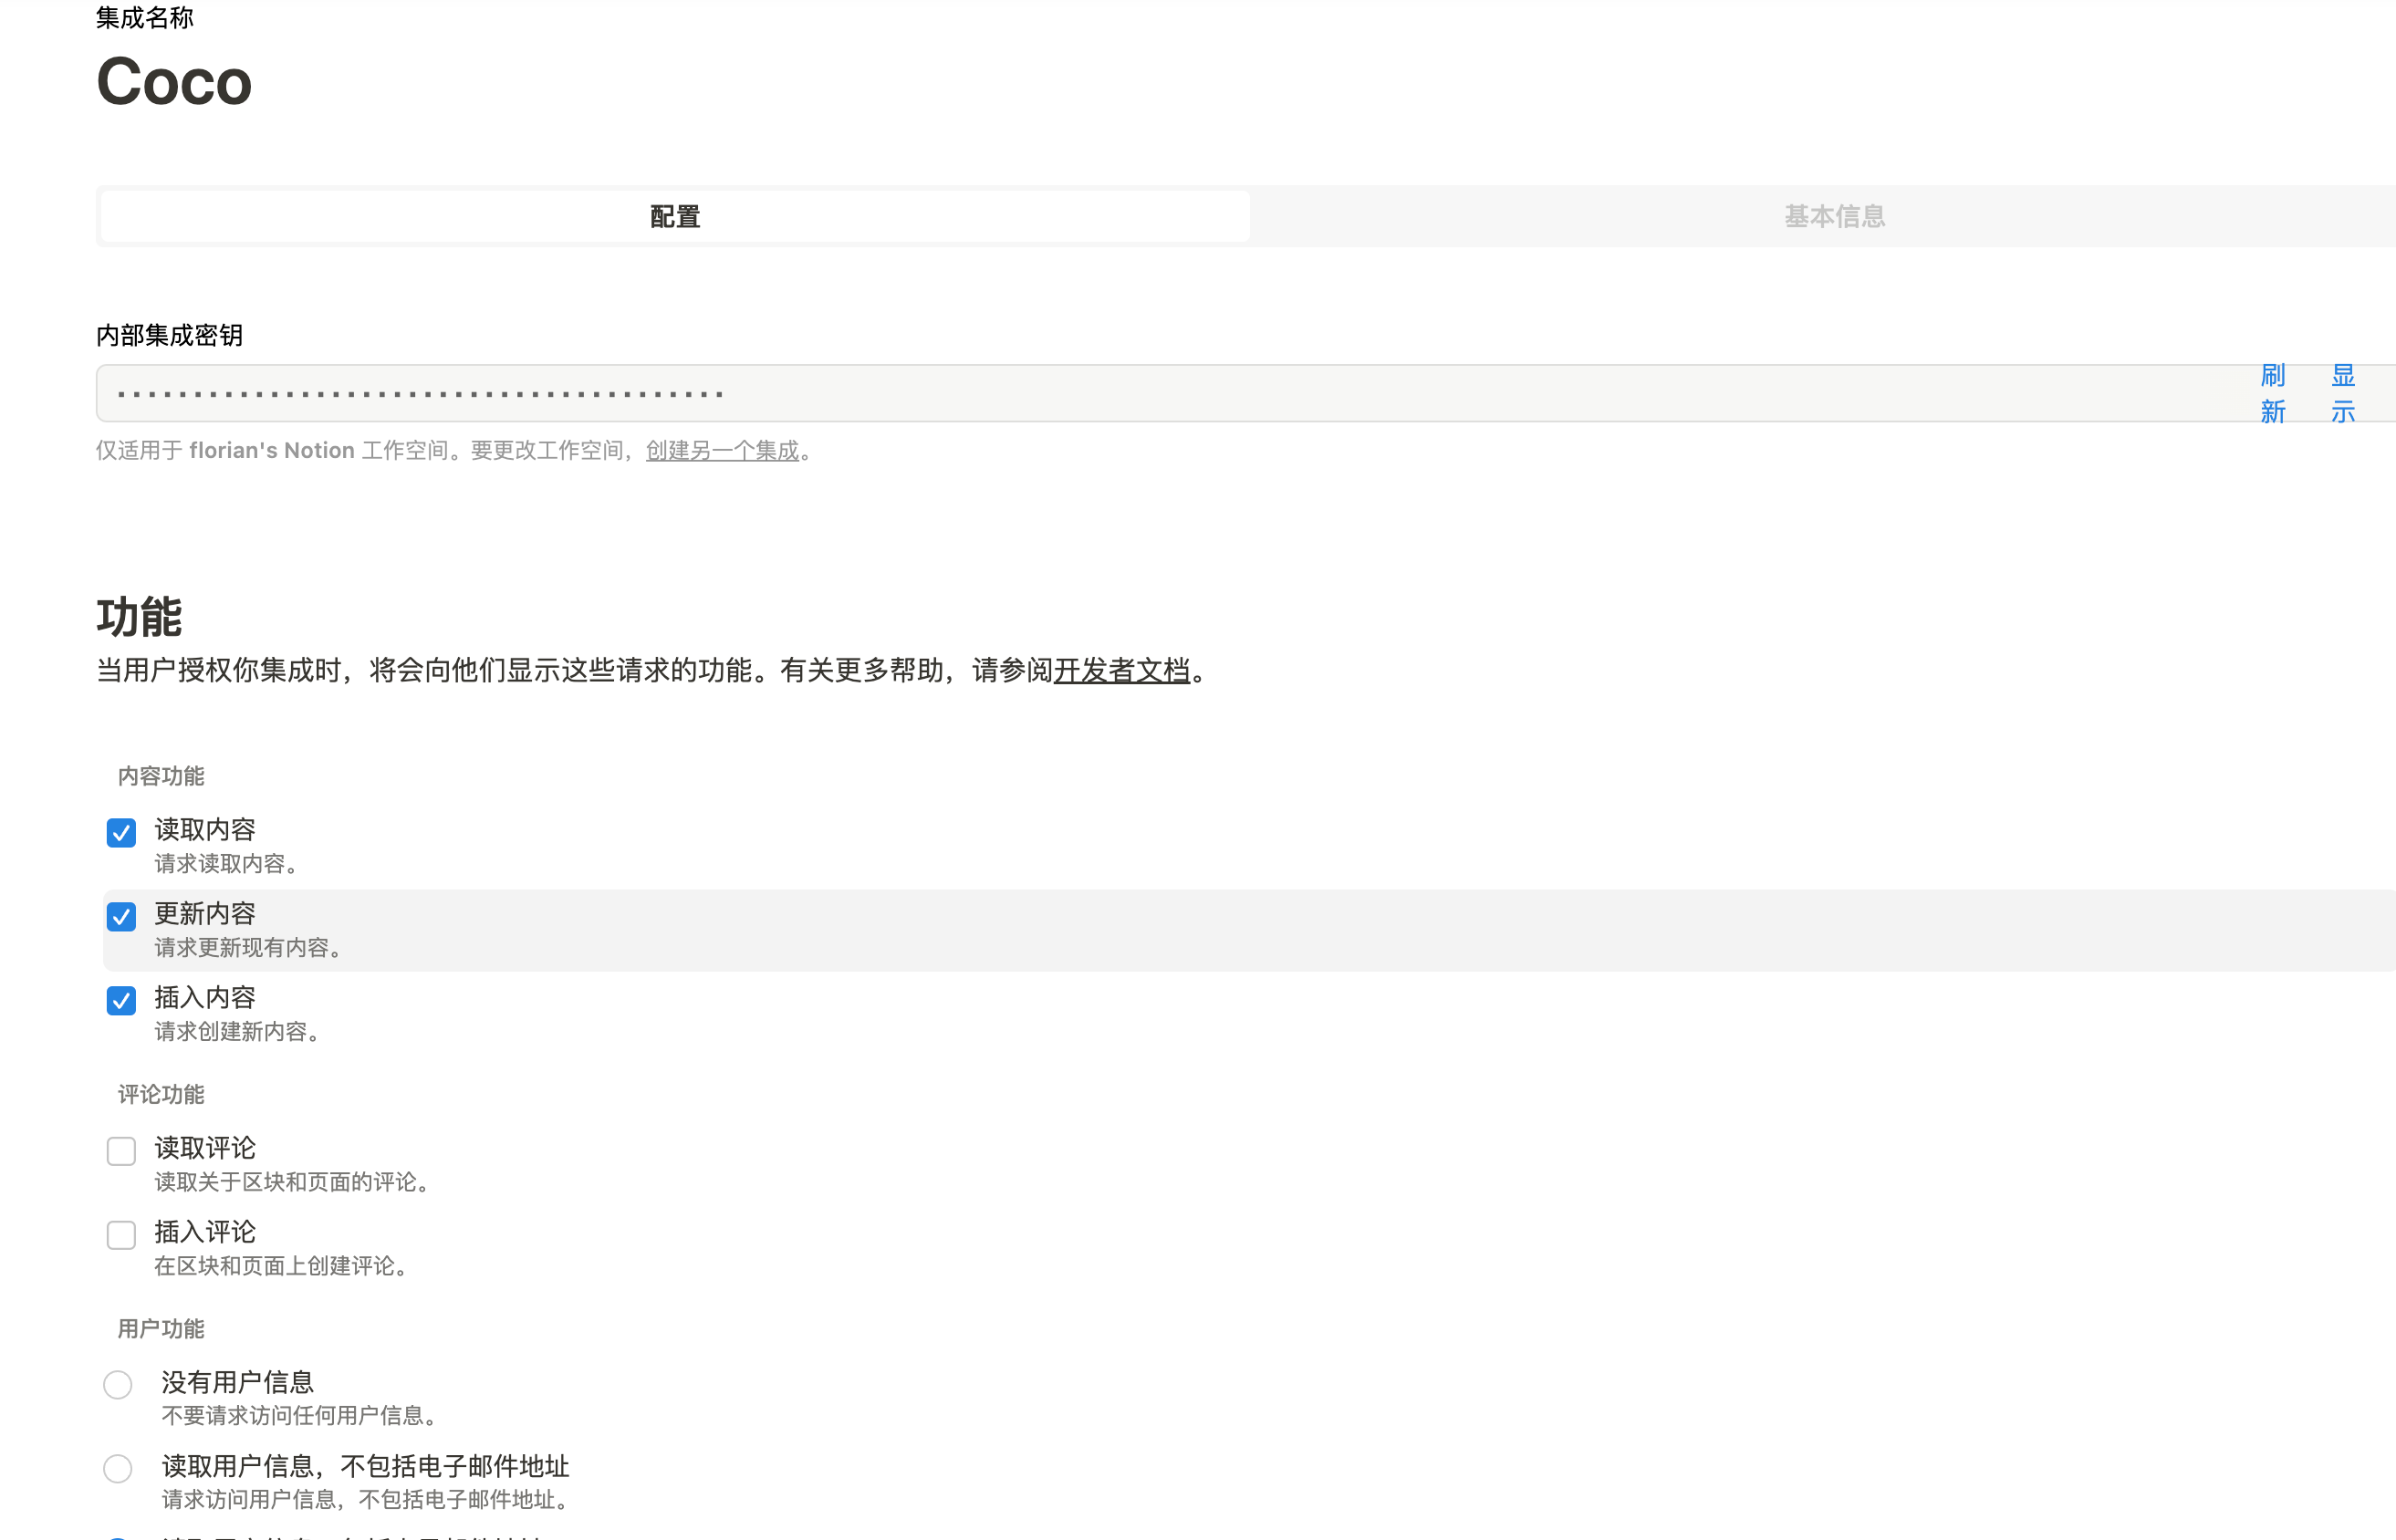 集成名称
Coco
配置
基本信息
内部集成密钥
刷新
显示
仅适用于 florian's Notion 工作空间。要更改工作空间，创建另一个集成。
功能
当用户授权你集成时，将会向他们显示这些请求的功能。有关更多帮助，请参阅开发者文档。
内容功能
读取内容
请求读取内容。
更新内容
请求更新现有内容。
插入内容
请求创建新内容。
评论功能
读取评论
读取关于区块和页面的评论。
插入评论
在区块和页面上创建评论。
用户功能
没有用户信息
不要请求访问任何用户信息。
读取用户信息，不包括电子邮件地址
请求访问用户信息，不包括电子邮件地址。